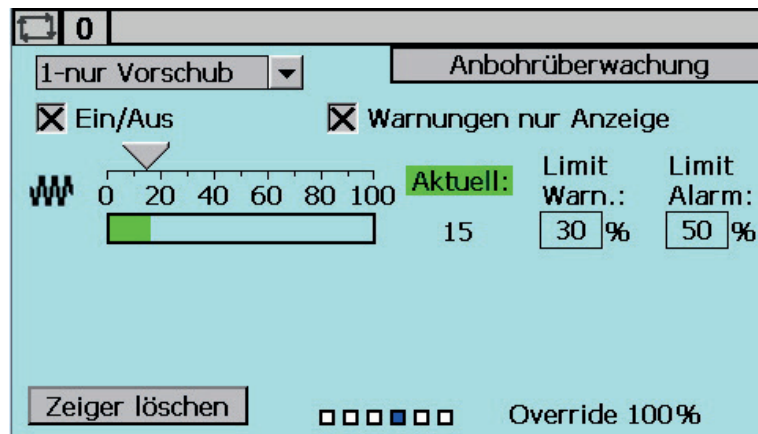 0
1-nur Vorschub
Anbohrüberwachung
Ein/Aus
Warnungen nur Anzeige
0 20 40 60 80 100
Aktuell:
15
Limit
Warn.:
30 %
Limit
Alarm:
50 %
Zeiger löschen
Override 100%